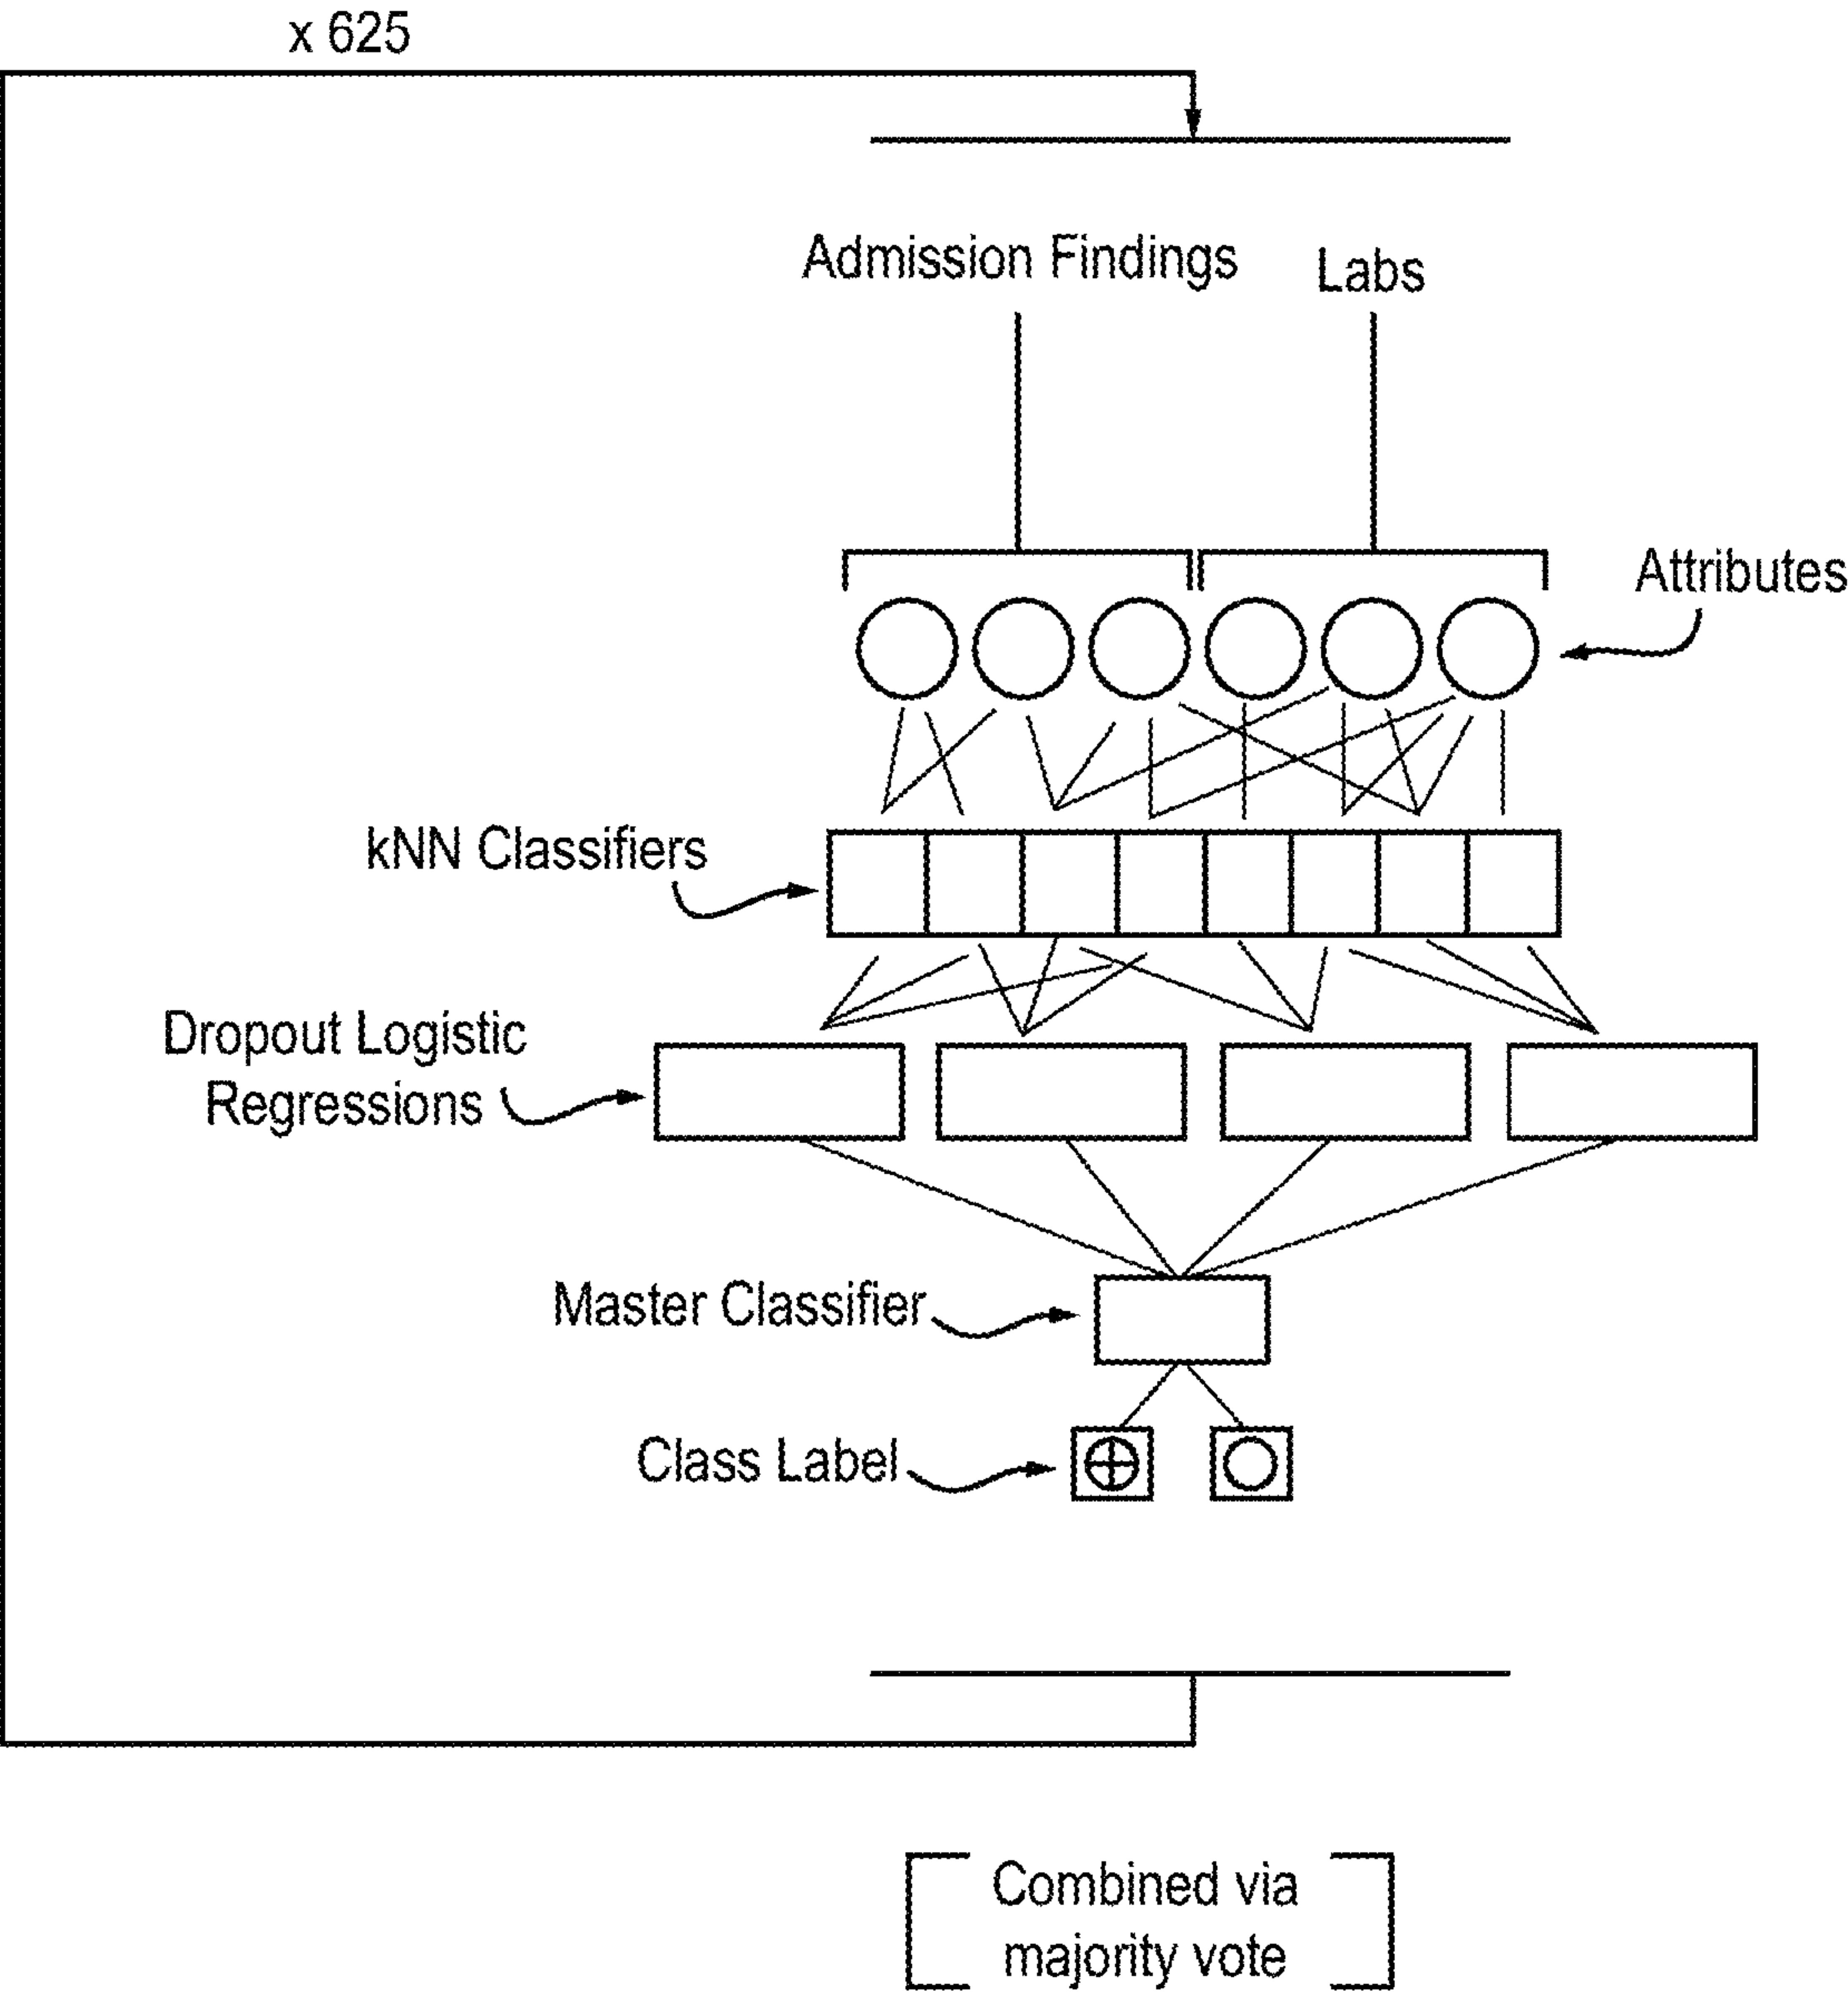 x 625
Admission Findings
Labs
Attributes
kNN Classifiers
Dropout Logistic
Regressions
Master Classifier
Class Label
Combined via
majority vote